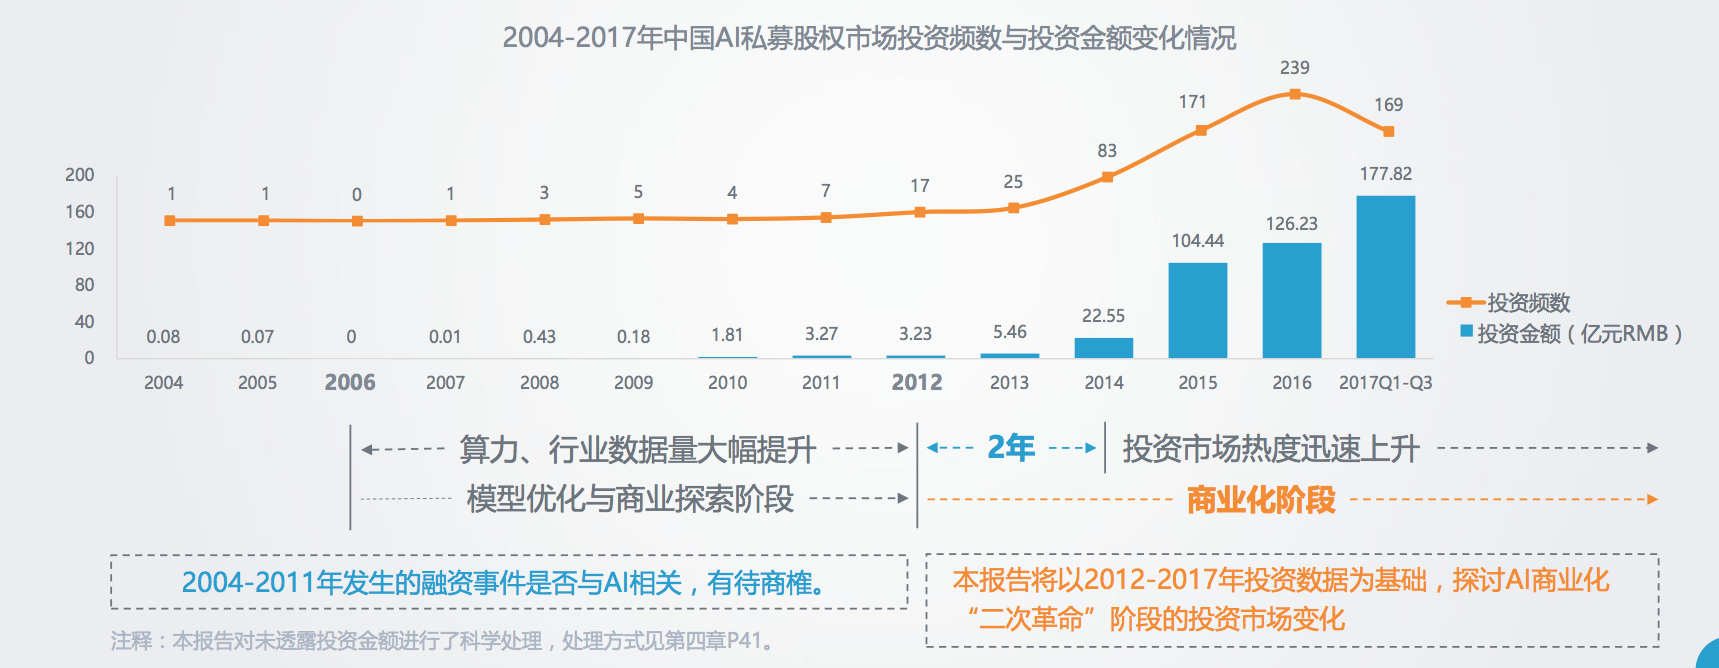 2004-2017年中国AI私募股权市场投资频数与投资金额变化情况
239
171
169
83
200
1 1 0 1 3 5 4 7 17 25
177.82
160
126.23
120
104.44
80
投资频数
40
22.55
投资金额（亿元RMB）
0.08 0.07 0 0.01 0.43 0.18 1.81 3.27 3.23 5.46
0
2004 2005 2006 2007 2008 2009 2010 2011 2012 2013 2014 2015 2016 2017Q1-Q3
算力、行业数据量大幅提升 2年 投资市场热度迅速上升
模型优化与商业探索阶段 商业化阶段
2004-2011年发生的融资事件是否与AI相关，有待商榷。
本报告将以2012-2017年投资数据为基础，探讨AI商业化
“二次革命”阶段的投资市场变化
注释：本报告对未透露投资金额进行了科学处理，处理方式见第四章P41。